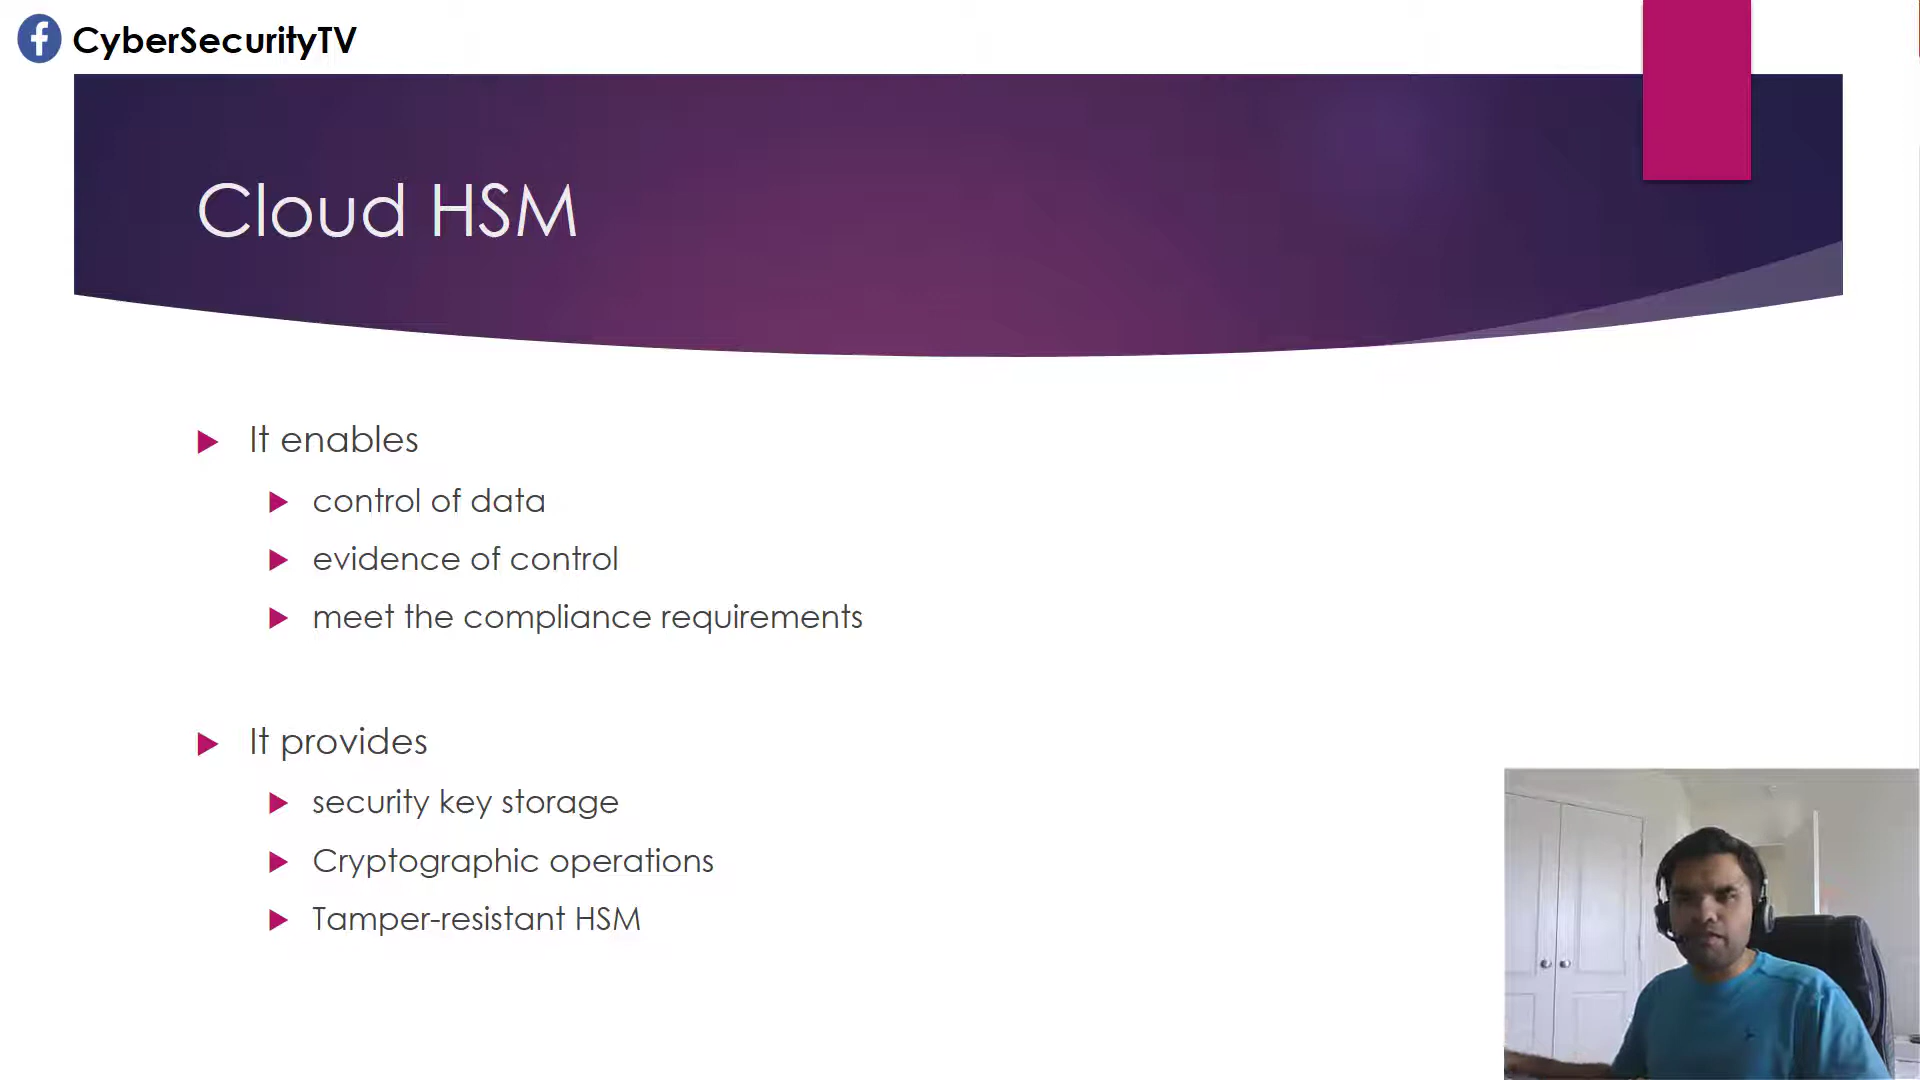 CyberSecurityTV
Cloud HSM
It enables
control of data
evidence of control
meet the compliance requirements
It provides
security key storage
Cryptographic operations
Tamper-resistant HSM